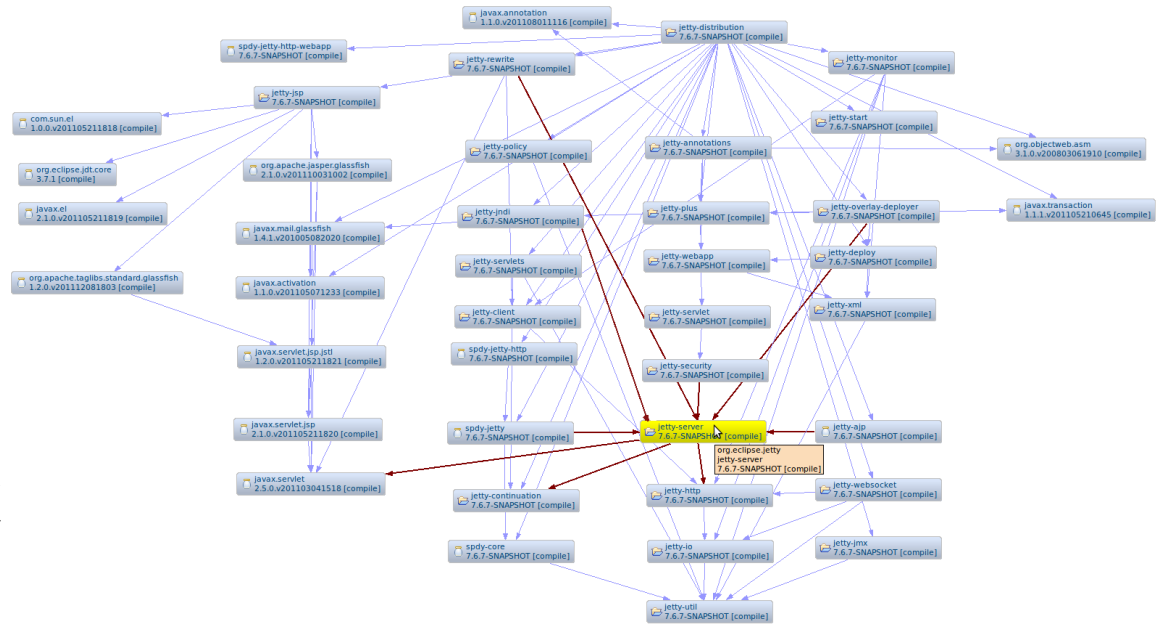 javax.annotation
1.1.0.v201108011116 [compile]
jetty-distribution
7.6.7-SNAPSHOT [compile]
spdy-jetty-http-webapp
7.6.7-SNAPSHOT [compile]
jetty-rewrite
7.6.7-SNAPSHOT [compile]
jetty-monitor
7.6.7-SNAPSHOT [compile]
jetty-jsp
7.6.7-SNAPSHOT [compile]
com.sun.el
1.0.0.v201105211818 [compile]
jetty-start
7.6.7-SNAPSHOT [compile]
jetty-policy
7.6.7-SNAPSHOT [compile]
jetty-annotations
7.6.7-SNAPSHOT [compile]
org.objectweb.asm
3.1.0.v200803061910 [compile]
org.eclipse.jdt.core
3.7.1 [compile]
org.apache.jasper.glassfish
2.1.0.v201110031002 [compile]
javax.el
2.1.0.v201105211819 [compile]
jetty-jndi
7.6.7-SNAPSHOT [compile]
jetty-plus
7.6.7-SNAPSHOT [compile]
jetty-overlay-deployer
7.6.7-SNAPSHOT [compile]
javax.transaction
1.1.1.v201105210645 [compile]
javax.mail.glassfish
1.4.1.v201005082020 [compile]
jetty-servlets
7.6.7-SNAPSHOT [compile]
jetty-webapp
7.6.7-SNAPSHOT [compile]
jetty-deploy
7.6.7-SNAPSHOT [compile]
org.apache.taglibs.standard.glassfish
1.2.0.v201112081803 [compile]
javax.activation
1.1.0.v201105071233 [compile]
jetty-client
7.6.7-SNAPSHOT [compile]
jetty-servlet
7.6.7-SNAPSHOT [compile]
jetty-xml
7.6.7-SNAPSHOT [compile]
javax.servlet.jsp.jstl
1.2.0.v201105211821 [compile]
spdy-jetty-http
7.6.7-SNAPSHOT [compile]
jetty-security
7.6.7-SNAPSHOT [compile]
javax.servlet.jsp
2.1.0.v201105211820 [compile]
spdy-jetty
7.6.7-SNAPSHOT [compile]
jetty-server
7.6.7-SNAPSHOT [compile]
jetty-ajp
7.6.7-SNAPSHOT [compile]
org.eclipse.jetty
jetty-server
7.6.7-SNAPSHOT [compile]
javax.servlet
2.5.0.v201103041518 [compile]
jetty-continuation
7.6.7-SNAPSHOT [compile]
jetty-http
7.6.7-SNAPSHOT [compile]
jetty-websocket
7.6.7-SNAPSHOT [compile]
spdy-core
7.6.7-SNAPSHOT [compile]
jetty-io
7.6.7-SNAPSHOT [compile]
jetty-jmx
7.6.7-SNAPSHOT [compile]
jetty-util
7.6.7-SNAPSHOT [compile]